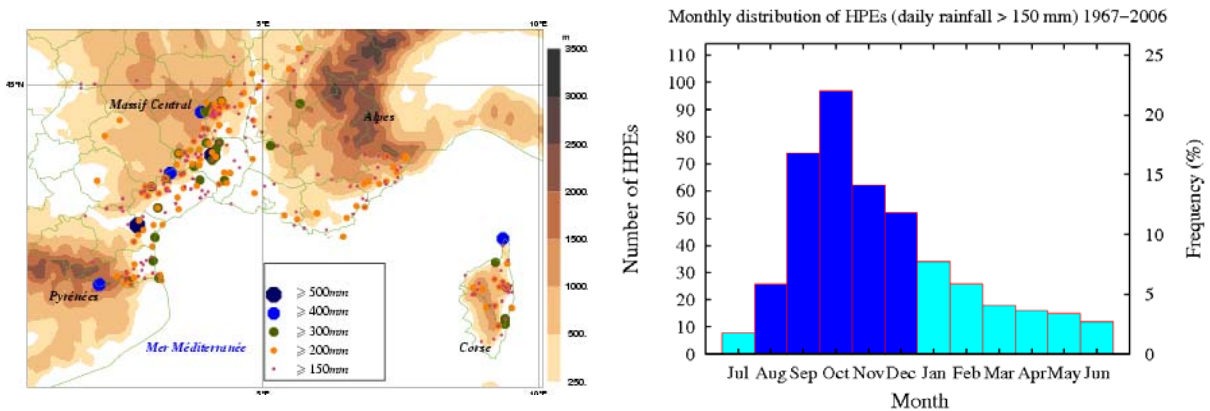 5°E
10°E
m
3500.
3000.
2500.
2000.
1500.
1000.
500.
250.
45°N
Massif Central
Alpes
Pyrénées
Mer Méditerranée
Corse
⩾ 500mm
⩾ 400mm
⩾ 300mm
⩾ 200mm
⩾ 150mm
5°E
10°E
Monthly distribution of HPEs (daily rainfall > 150 mm) 1967–2006
Number of HPEs
110
100
90
80
70
60
50
40
30
20
10
0
25
20
15
10
5
0
Frequency (%)
Jul Aug Sep Oct Nov Dec Jan Feb Mar Apr May Jun
Month